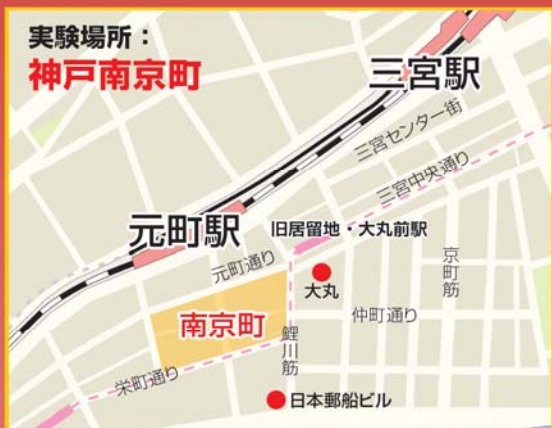 実験場所：
神戸南京町
三宮駅
三宮センター街
三宮中央通り
元町駅
旧居留地・大丸前駅
元町通り
大丸
京町筋
南京町
仲町通り
鯉川筋
栄町通り
日本郵船ビル